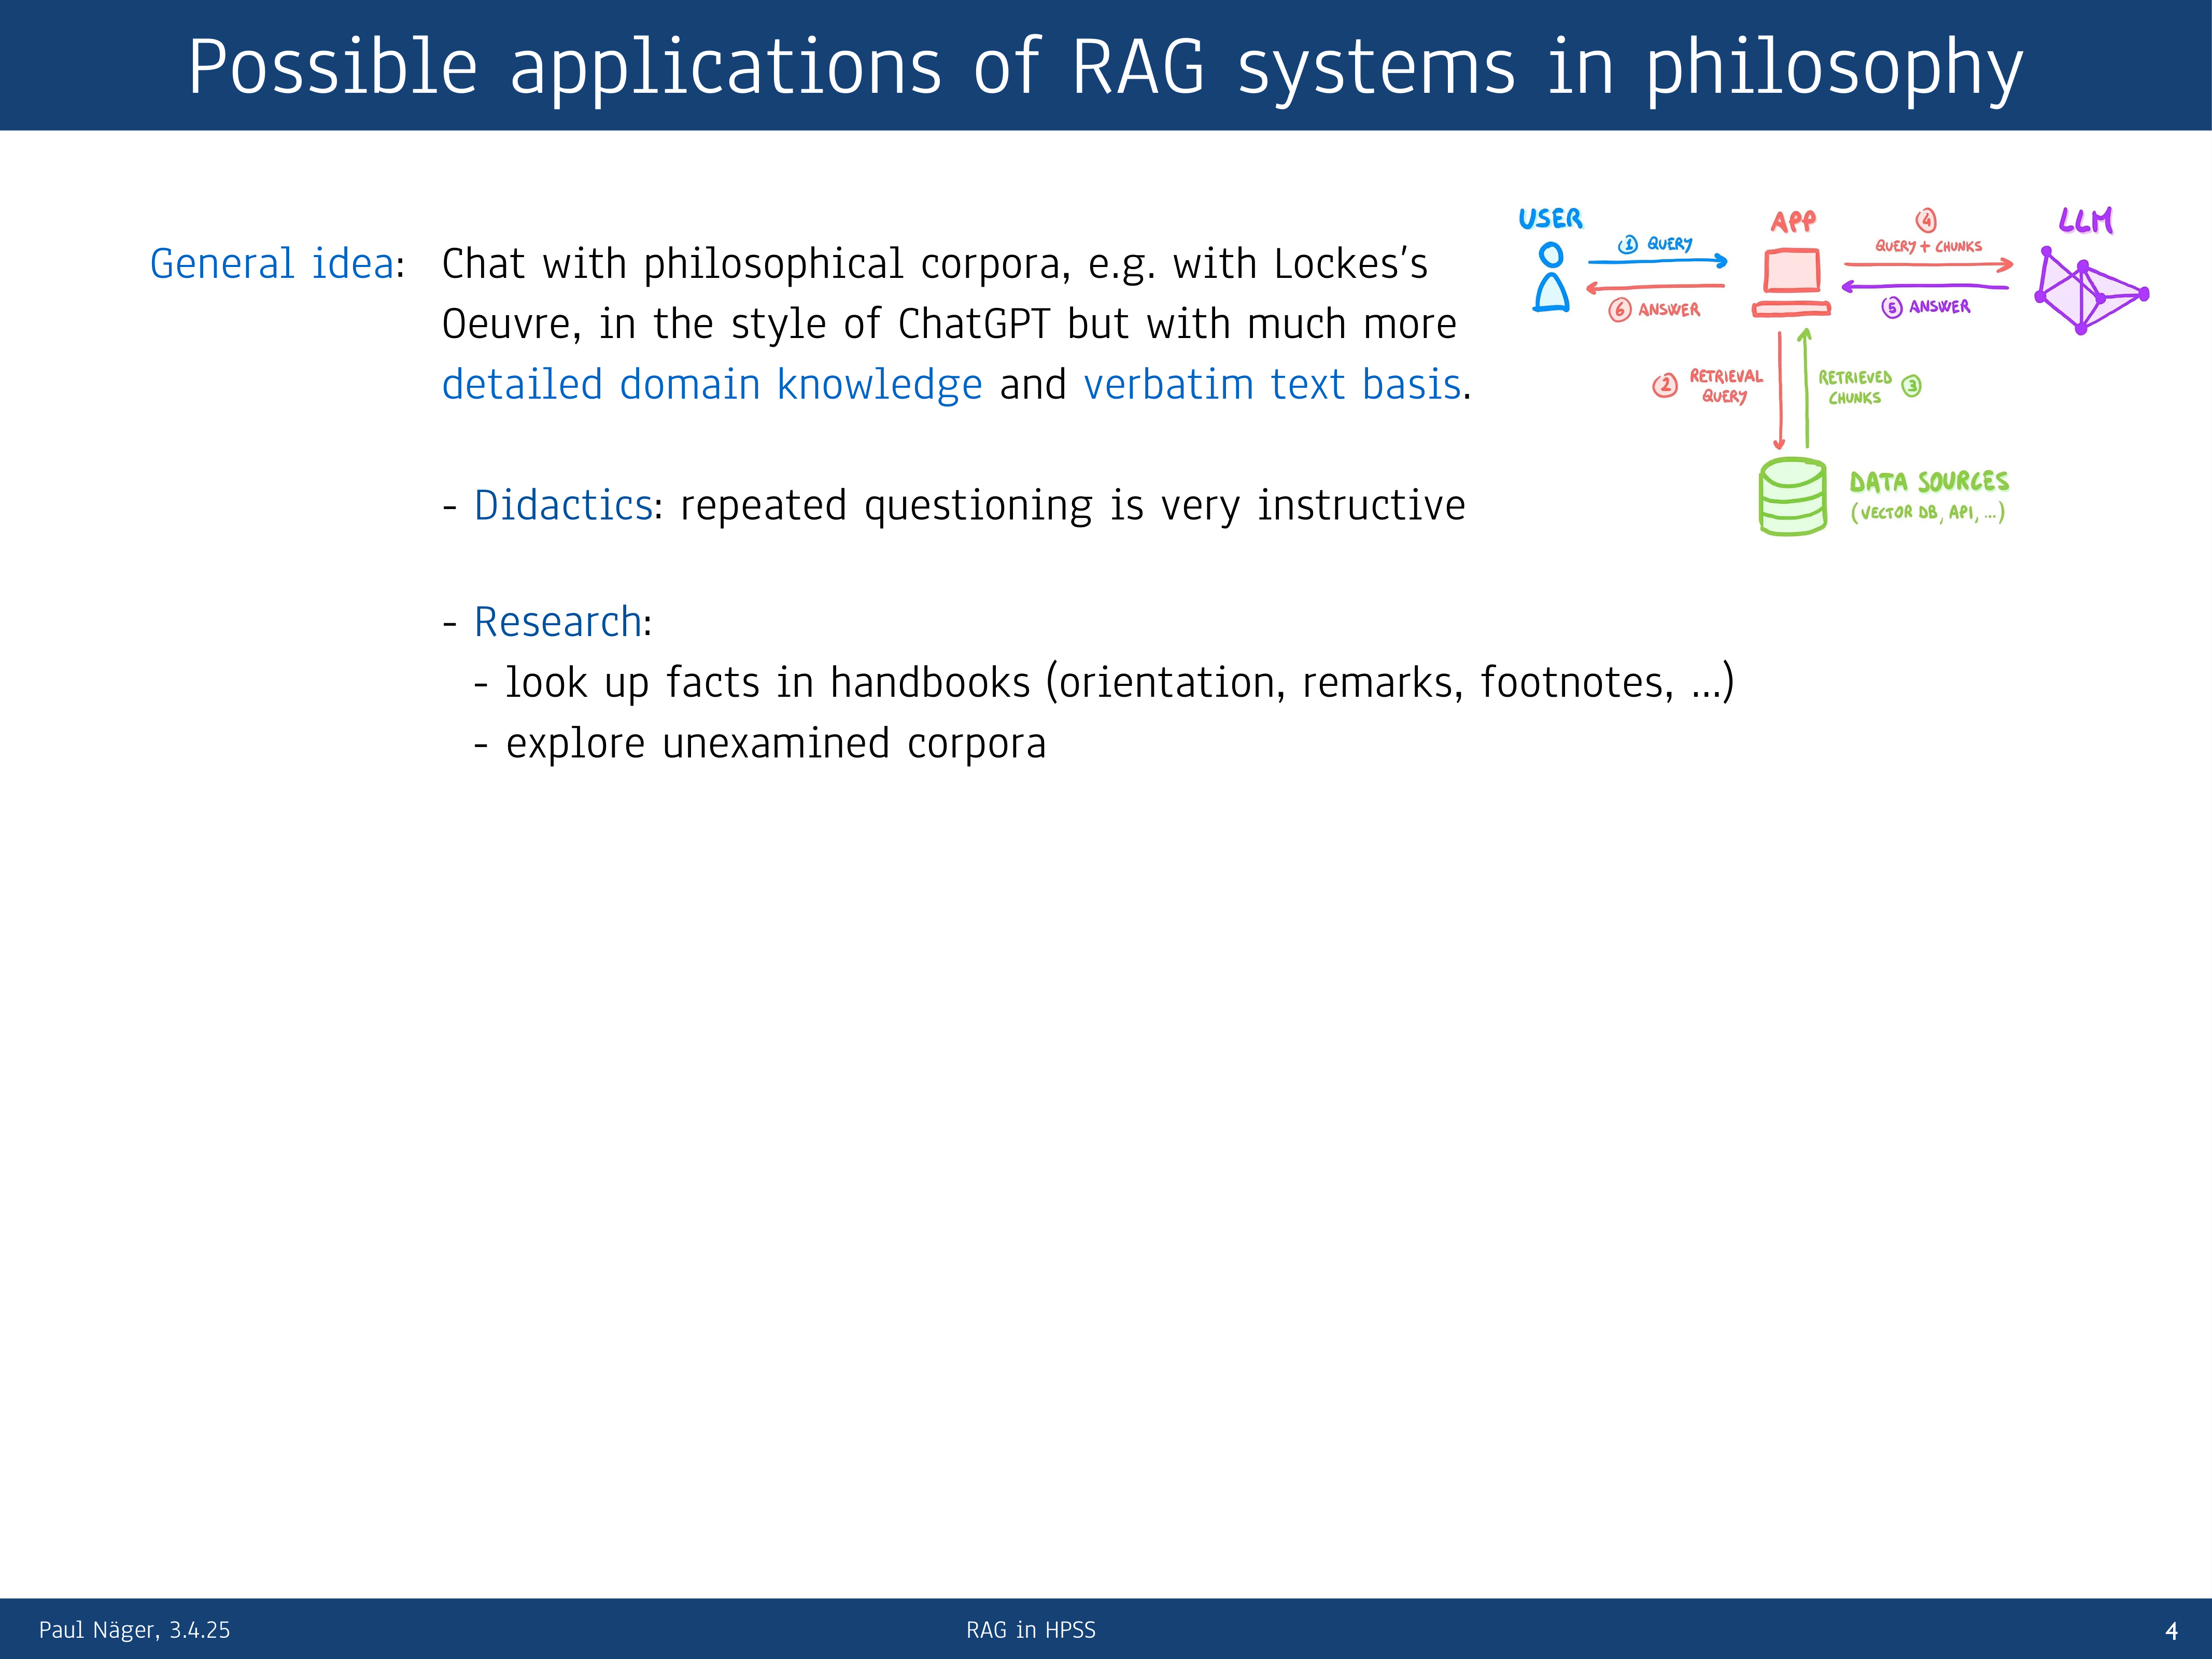 Possible applications of RAG systems in philosophy
General idea: Chat with philosophical corpora, e.g. with Lockes's
Oeuvre, in the style of ChatGPT but with much more
detailed domain knowledge and verbatim text basis.
- Didactics: repeated questioning is very instructive
- Research:
- look up facts in handbooks (orientation, remarks, footnotes, ...)
- explore unexamined corpora
USER
1 QUERY
6 ANSWER
APP
4
QUERY + CHUNKS
5 ANSWER
LLM
2 RETRIEVAL
QUERY
RETRIEVED
CHUNKS 3
DATA SOURCES
(VECTOR DB, API, ...)
Paul Näger, 3.4.25
RAG in HPSS
4